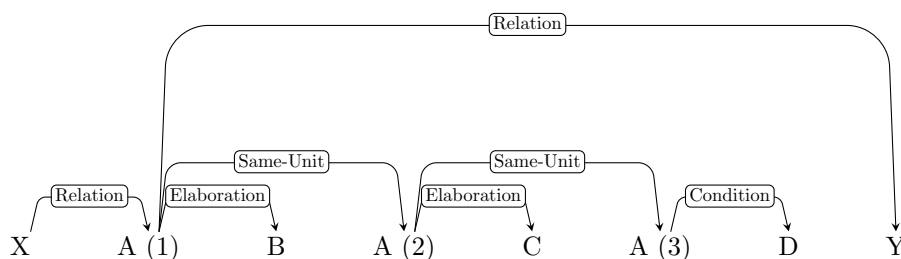 Relation
Same-Unit Same-Unit
Relation Elaboration Elaboration Condition
X A (1) B A (2) C A (3) D Y